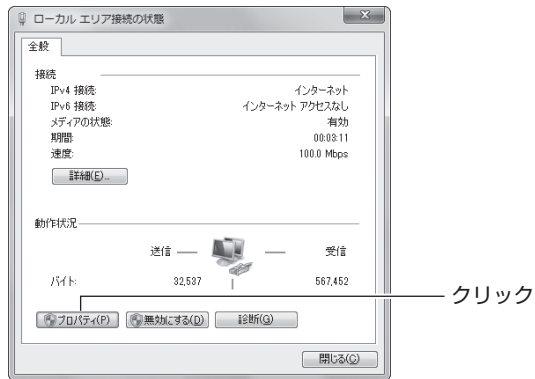 ローカル エリア接続の状態
全般
接続
IPv4 接続: インターネット
IPv6 接続: インターネット アクセスなし
メディアの状態: 有効
期間: 00:03:11
速度: 100.0 Mbps
詳細(E)...
動作状況
送信 受信
バイト: 32,537 567,452
プロパティ(P) 無効にする(D) 診断(G)
クリック
閉じる(C)